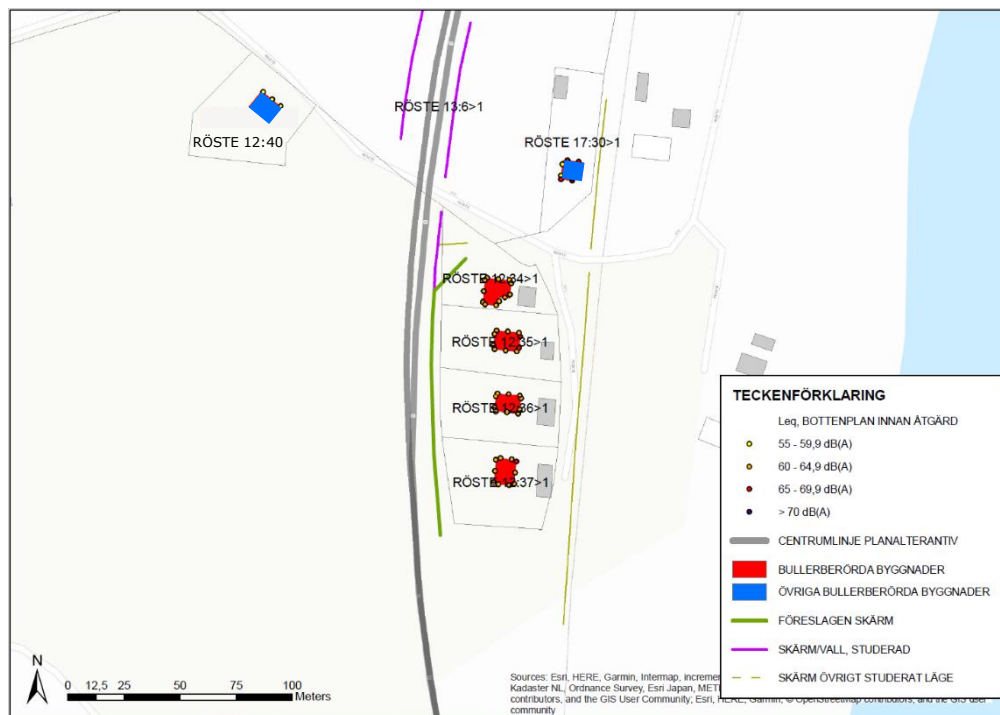 RÖSTE 13:6>1
RÖSTE 12:40
RÖSTE 17:30>1
RÖSTE 12:34>1
RÖSTE 12:35>1
RÖSTE 12:36>1
RÖSTE 12:37>1
TECKENFÖRKLARING
Leq, BOTTENPLAN INNAN ÅTGÄRD
55 - 59,9 dB(A)
60 - 64,9 dB(A)
65 - 69,9 dB(A)
> 70 dB(A)
CENTRUMLINJE PLANALTERANTIV
BULLERBERÖRDA BYGGNADER
ÖVRIGA BULLERBERÖRDA BYGGNADER
FÖRESLAGEN SKÄRM
SKÄRM/VALL, STUDERAD
SKÄRM ÖVRIGT STUDERAT LÄGE
N
0 12,5 25 50 75 100
Meters
Sources: Esri, HERE, Garmin, Intermap, incremen
Kadaster NL, Ordnance Survey, Esri Japan, METI
contributors, and the GIS User Community, Esri, HERE, Garmin, © OpenStreetMap contributors, and the GIS user
community